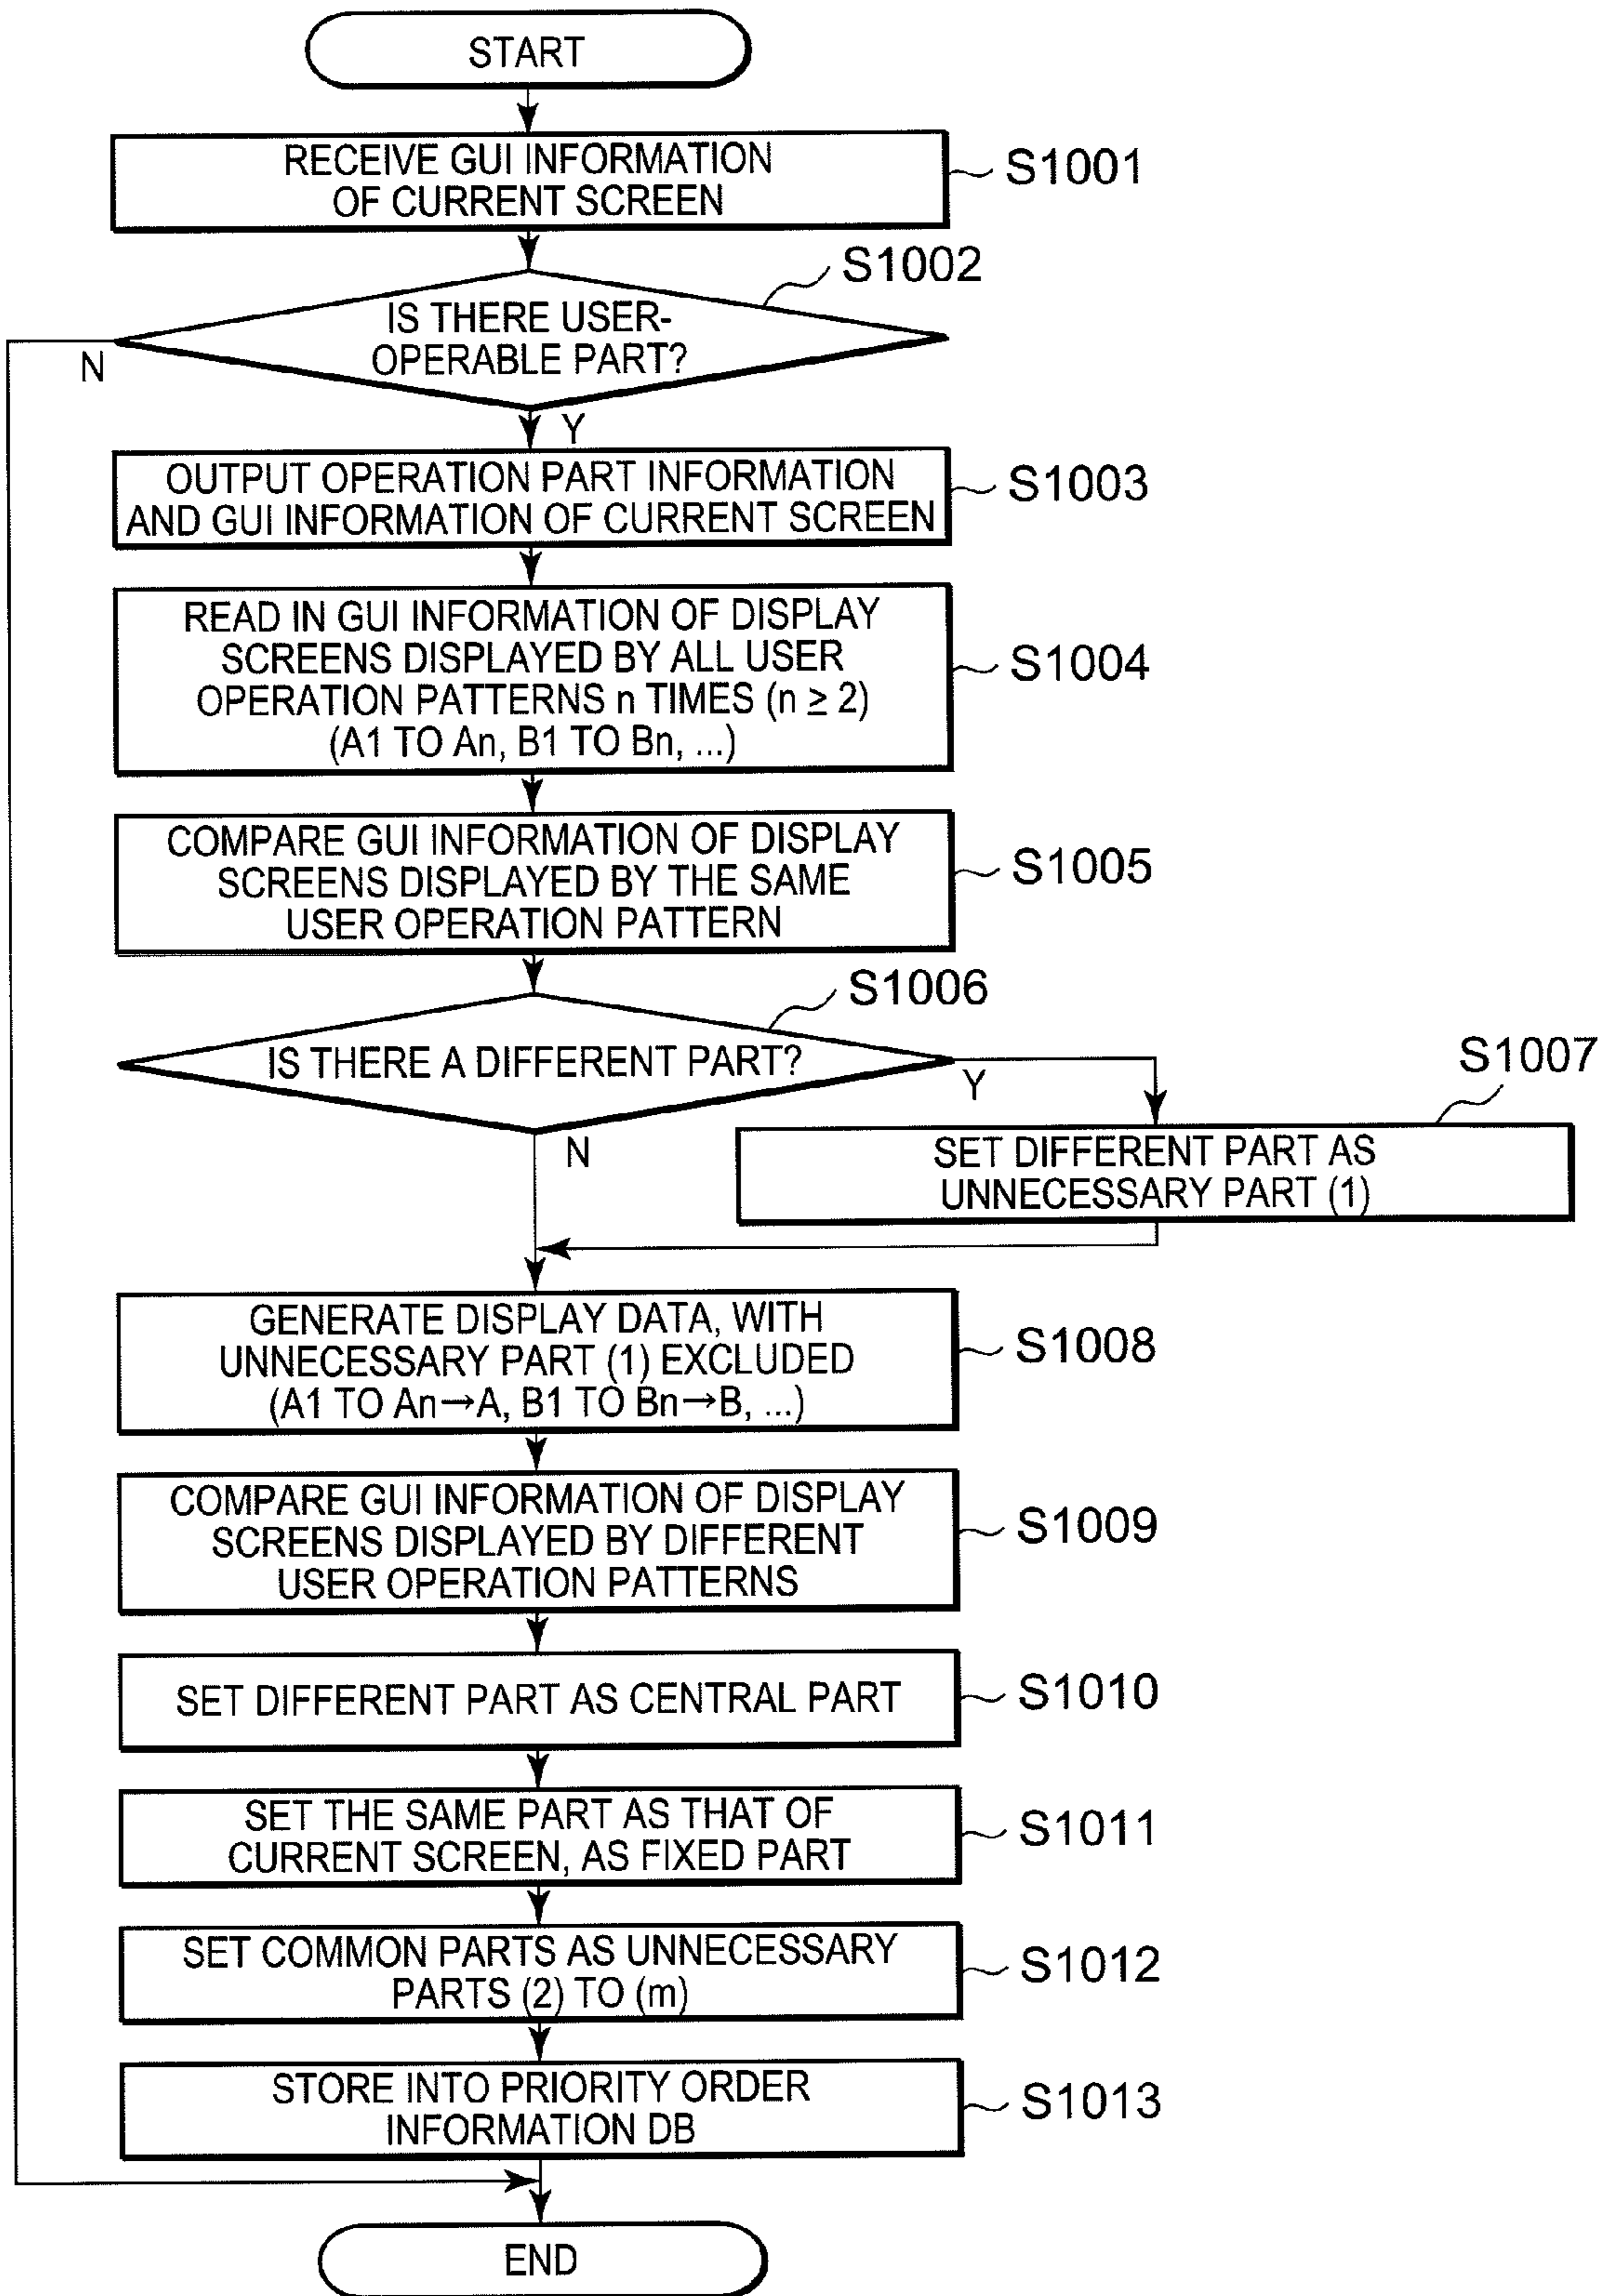 START
RECEIVE GUI INFORMATION
OF CURRENT SCREEN
S1001
S1002
IS THERE USER-
OPERABLE PART?
N
Y
OUTPUT OPERATION PART INFORMATION
AND GUI INFORMATION OF CURRENT SCREEN
S1003
READ IN GUI INFORMATION OF DISPLAY
SCREENS DISPLAYED BY ALL USER
OPERATION PATTERNS n TIMES (n ≥ 2)
(A1 TO An, B1 TO Bn, ...)
S1004
COMPARE GUI INFORMATION OF DISPLAY
SCREENS DISPLAYED BY THE SAME
USER OPERATION PATTERN
S1005
S1006
IS THERE A DIFFERENT PART?
Y
N
S1007
SET DIFFERENT PART AS
UNNECESSARY PART (1)
GENERATE DISPLAY DATA, WITH
UNNECESSARY PART (1) EXCLUDED
(A1 TO An→A, B1 TO Bn→B, ...)
S1008
COMPARE GUI INFORMATION OF DISPLAY
SCREENS DISPLAYED BY DIFFERENT
USER OPERATION PATTERNS
S1009
SET DIFFERENT PART AS CENTRAL PART
S1010
SET THE SAME PART AS THAT OF
CURRENT SCREEN, AS FIXED PART
S1011
SET COMMON PARTS AS UNNECESSARY
PARTS (2) TO (m)
S1012
STORE INTO PRIORITY ORDER
INFORMATION DB
S1013
END